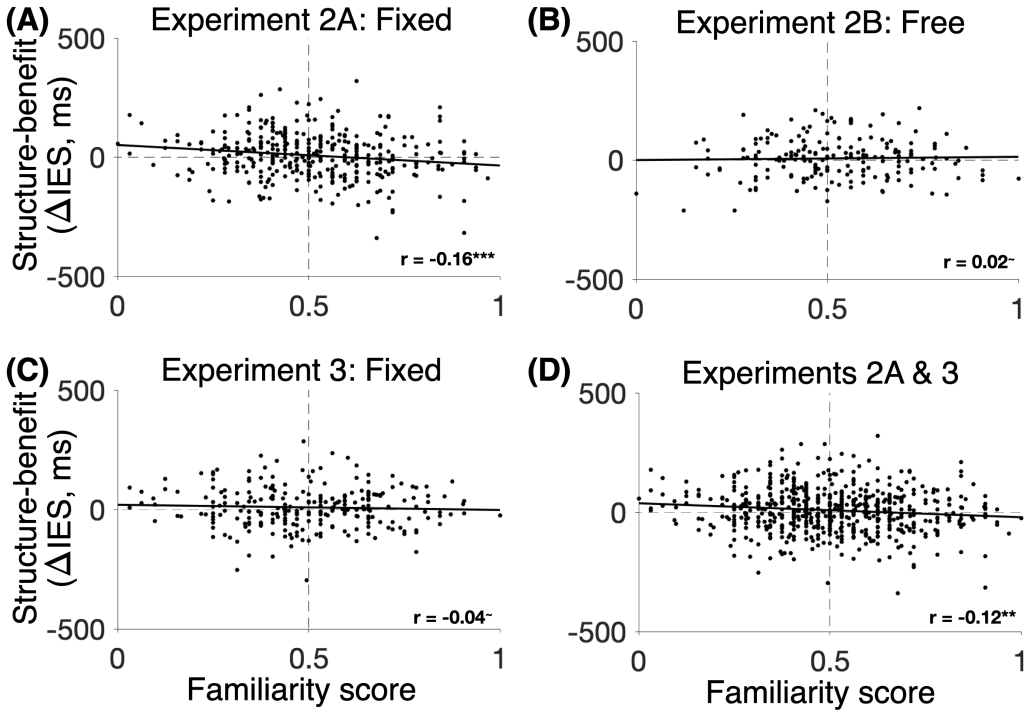 (A) Experiment 2A: Fixed
Structure-benefit
(ΔIES, ms)
500
0
-500
0 0.5 1
r = -0.16***
(B) Experiment 2B: Free
500
0
-500
0 0.5 1
r = 0.02~
(C) Experiment 3: Fixed
Structure-benefit
(ΔIES, ms)
500
0
-500
0 0.5 1
Familiarity score
r = -0.04~
(D) Experiments 2A & 3
500
0
-500
0 0.5 1
Familiarity score
r = -0.12**